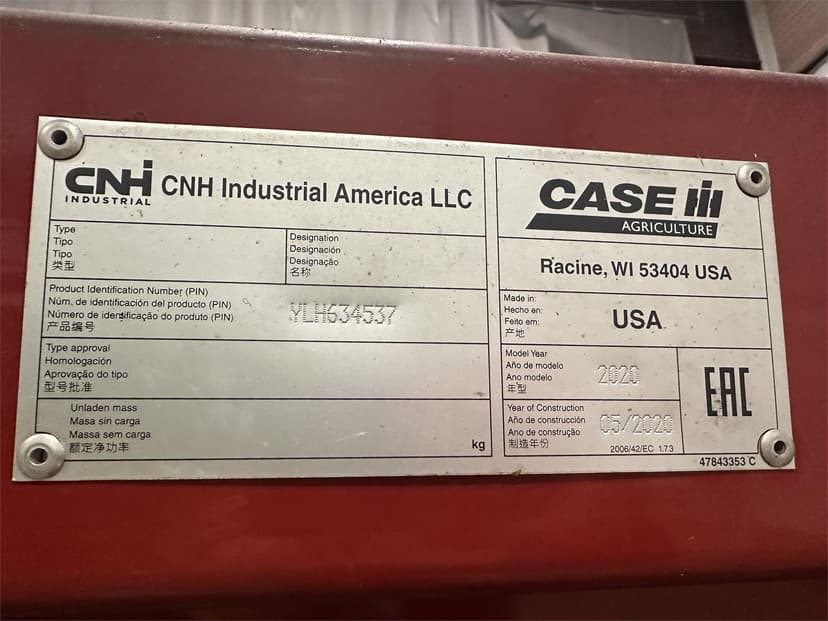 CNH INDUSTRIAL
CNH Industrial America LLC
Type
Tipo
Tipo
类型
Designation
Designación
Designação
名称
Product Identification Number (PIN)
Núm. de identificación del producto (PIN)
Número de identificação do produto (PIN)
产品编号
YLH634537
Type approval
Homologación
Aprovação do tipo
型号批准
Unladen mass
Masa sin carga
Massa sem carga
额定净功率
kg
CASE IH
AGRICULTURE
Racine, WI 53404 USA
Made in:
Hecho en:
Feito em:
产地
USA
Model Year
Año de modelo
Ano modelo
年型
2020
Year of Construction
Año de construcción
Ano de construção
制造年份
05/2020
2006/42/EC 1.7.3
EAC
47843353 C